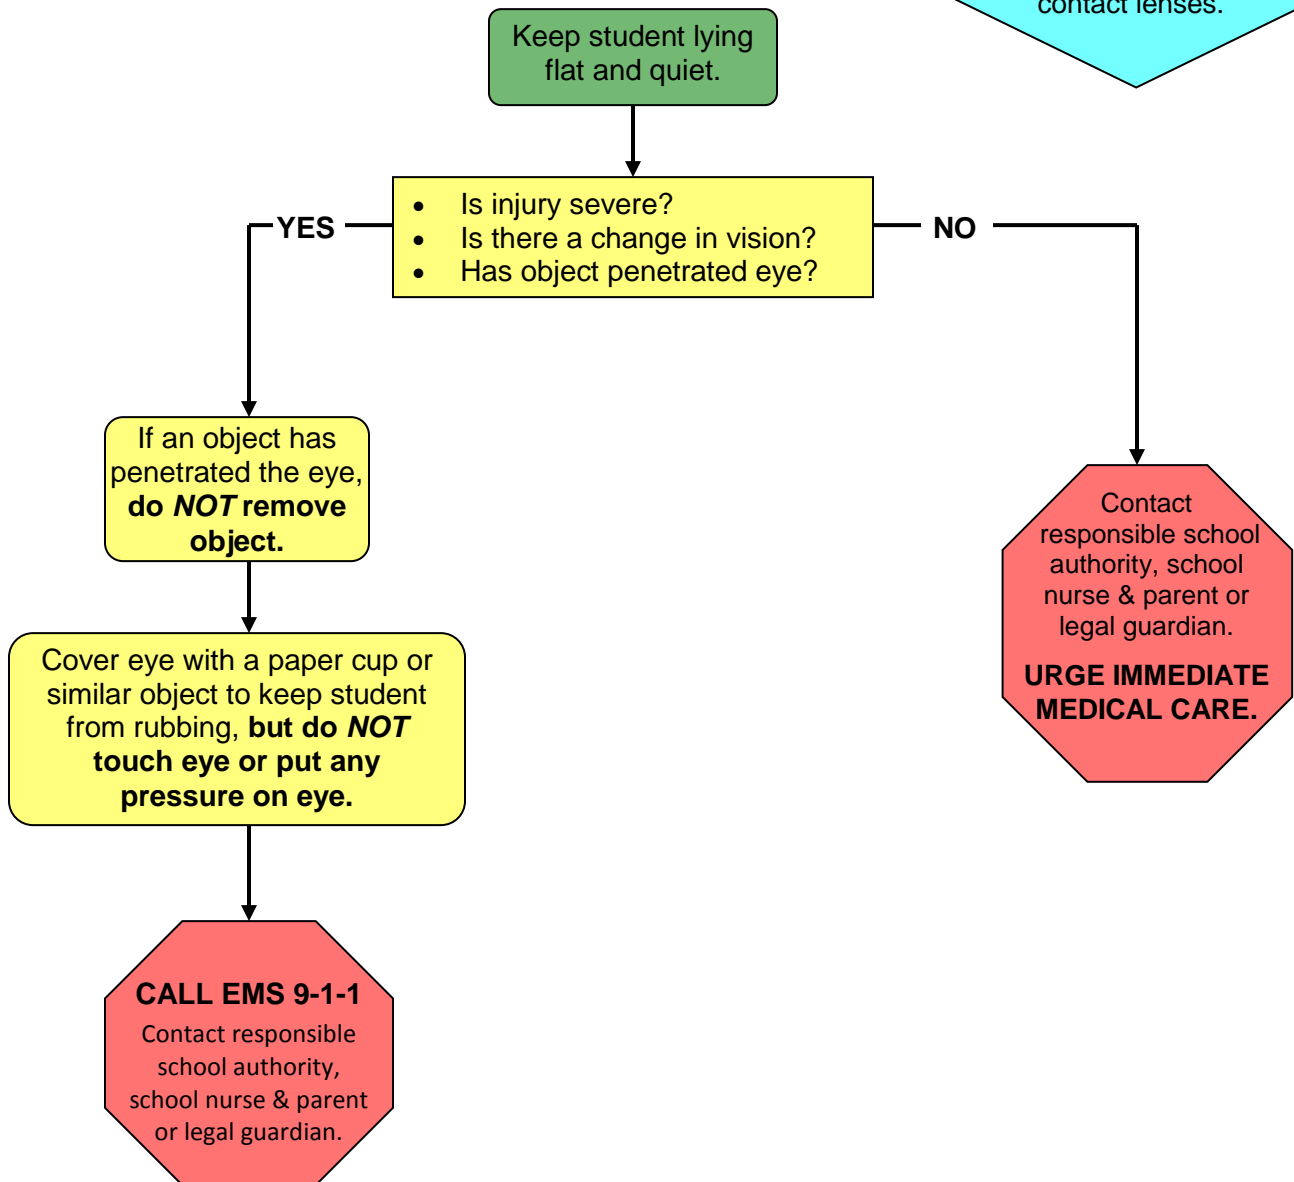 contact lenses.
Keep student lying
flat and quiet.
• Is injury severe?
• Is there a change in vision?
• Has object penetrated eye?
YES
NO
If an object has
penetrated the eye,
do NOT remove
object.
Cover eye with a paper cup or
similar object to keep student
from rubbing, but do NOT
touch eye or put any
pressure on eye.
CALL EMS 9-1-1
Contact responsible
school authority,
school nurse & parent
or legal guardian.
Contact
responsible school
authority, school
nurse & parent or
legal guardian.
URGE IMMEDIATE
MEDICAL CARE.